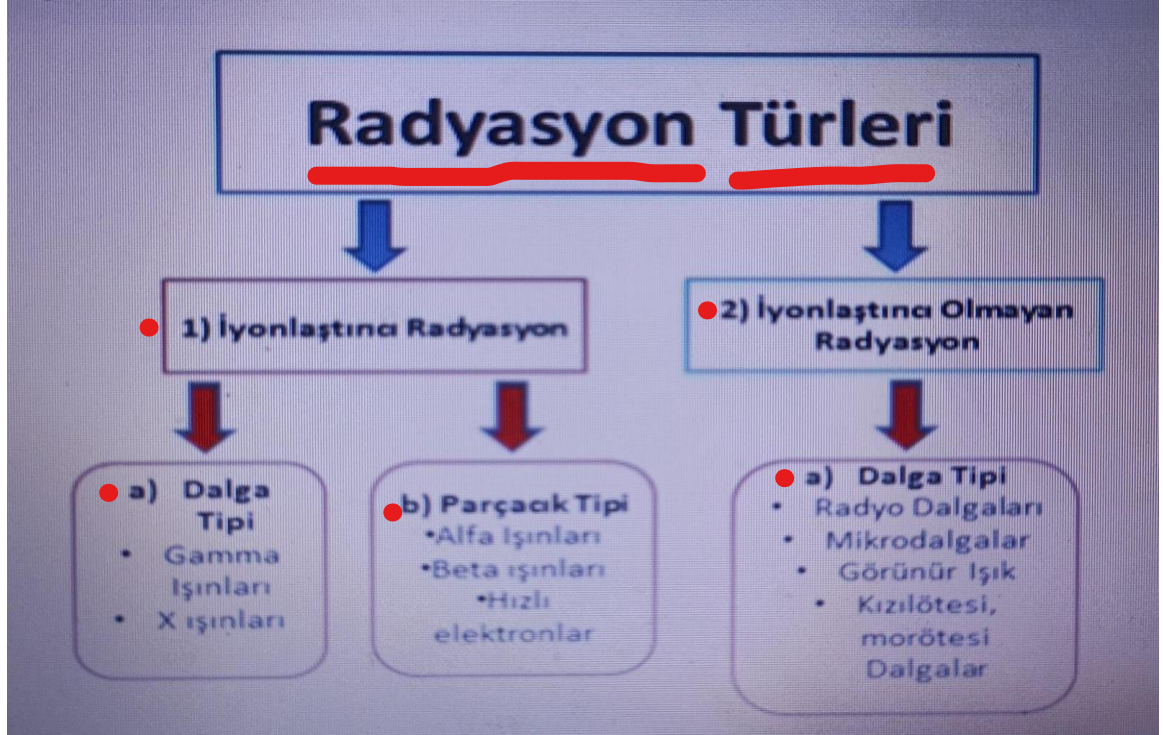 Radyasyon Türleri
1) İyonlaştırıcı Radyasyon
2) İyonlaştırıcı Olmayan
Radyasyon
a) Dalga
Tipi
• Gamma
Işınları
• X ışınları
b) Parçacık Tipi
•Alfa Işınları
•Beta ışınları
•Hızlı
elektronlar
a) Dalga Tipi
• Radyo Dalgaları
• Mikrodalgalar
• Görünür Işık
• Kızılötesi,
morötesi
Dalgalar